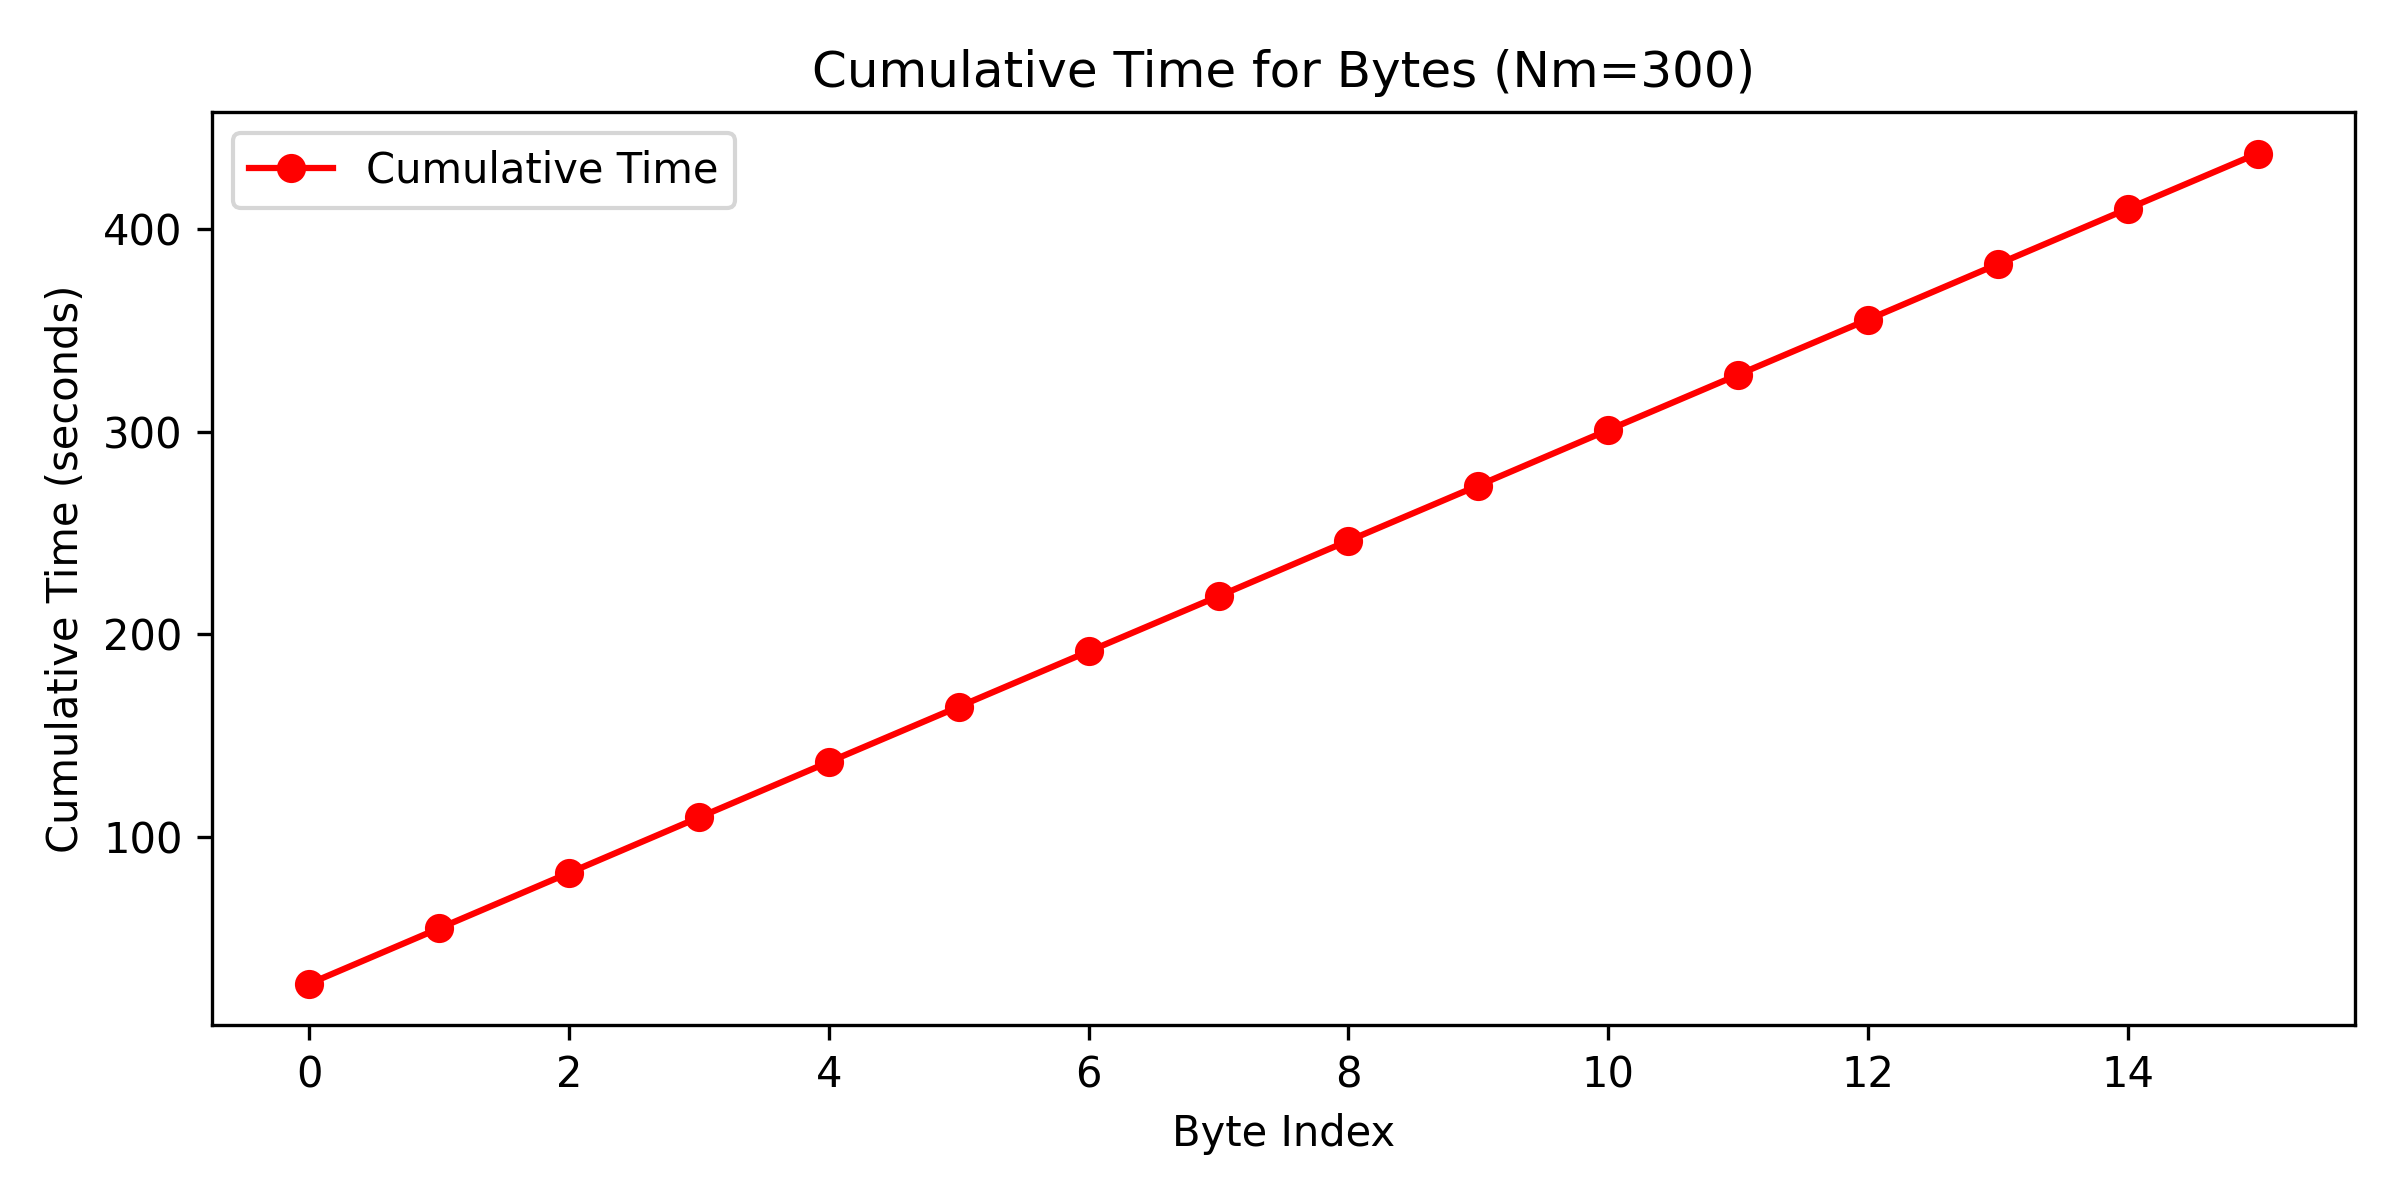 Cumulative Time for Bytes (Nm=300)
Cumulative Time
Cumulative Time (seconds)
400
300
200
100
0 2 4 6 8 10 12 14
Byte Index